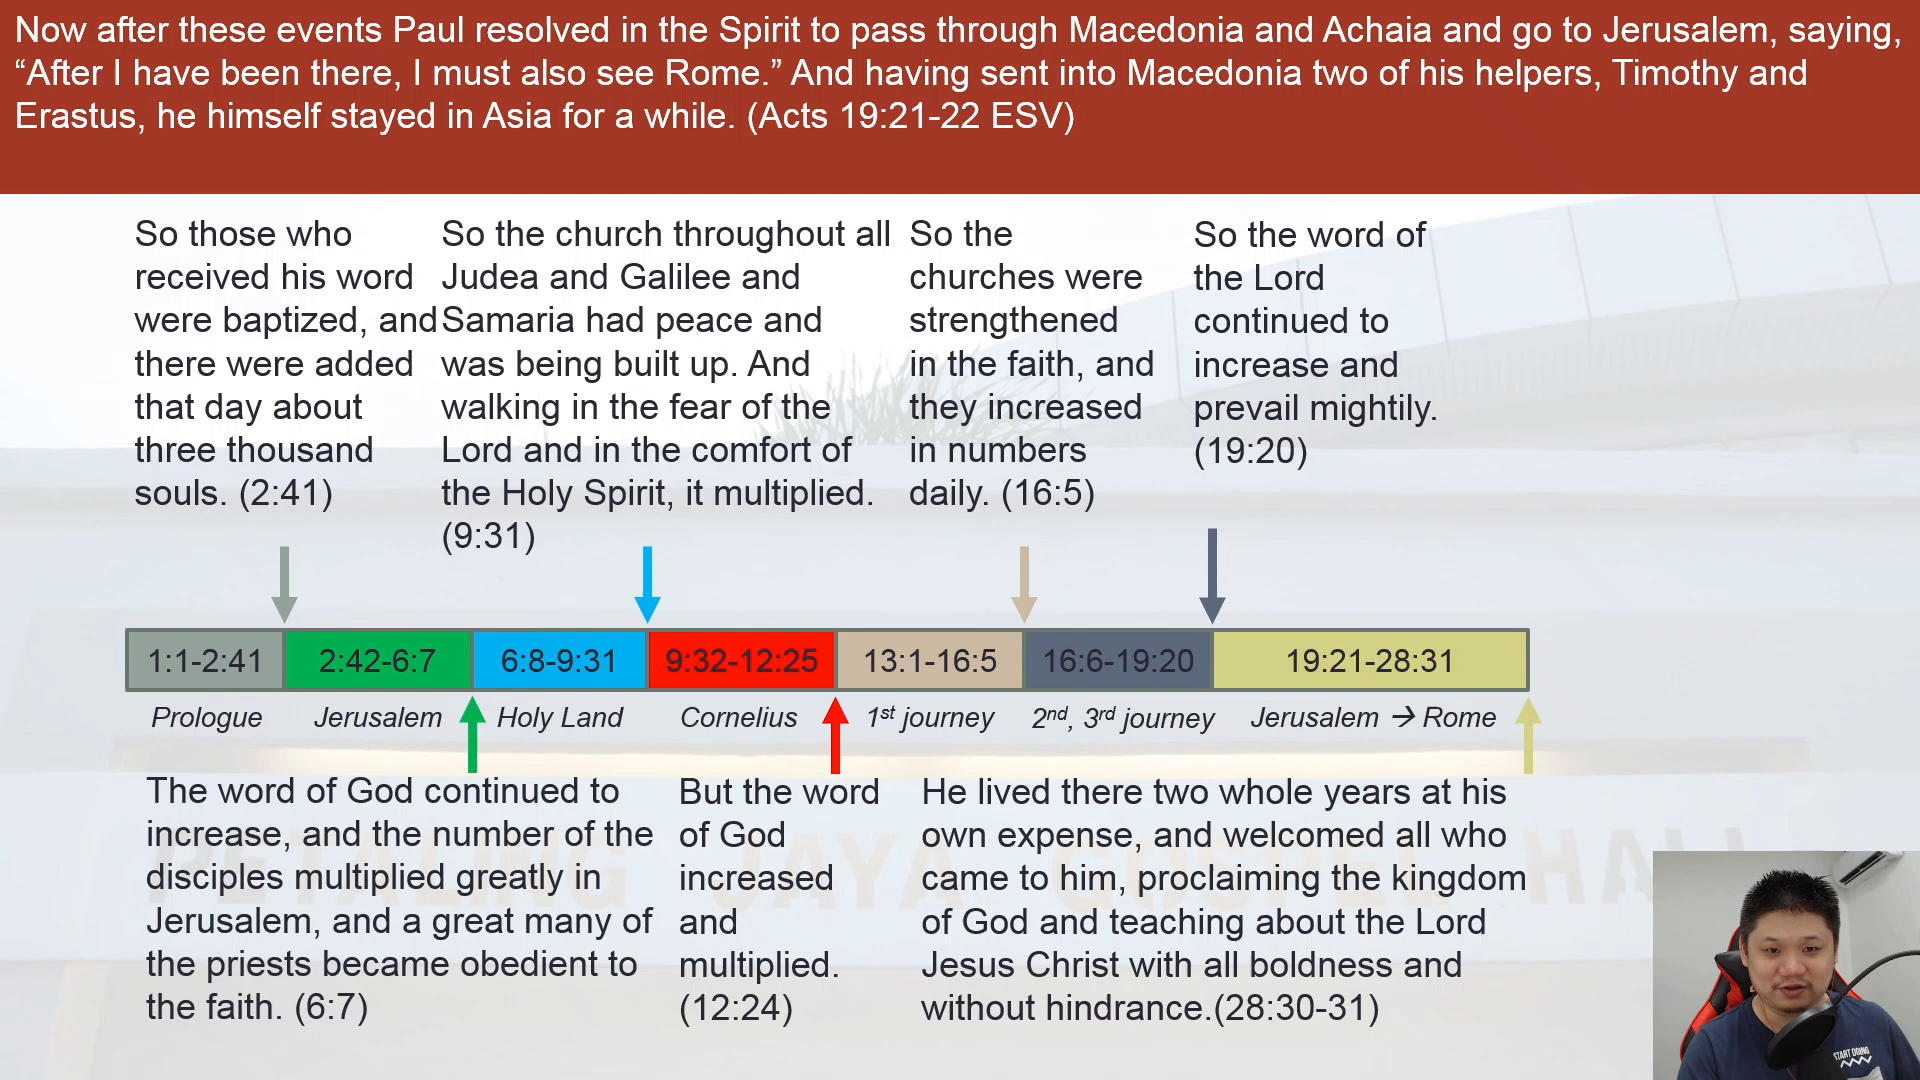 Now after these events Paul resolved in the Spirit to pass through Macedonia and Achaia and go to Jerusalem, saying,
“After I have been there, I must also see Rome.” And having sent into Macedonia two of his helpers, Timothy and
Erastus, he himself stayed in Asia for a while. (Acts 19:21-22 ESV)
So those who
received his word
were baptized, and
there were added
that day about
three thousand
souls. (2:41)
So the church throughout all
Judea and Galilee and
Samaria had peace and
was being built up. And
walking in the fear of the
Lord and in the comfort of
the Holy Spirit, it multiplied.
(9:31)
So the
churches were
strengthened
in the faith, and
they increased
in numbers
daily. (16:5)
So the word of
the Lord
continued to
increase and
prevail mightily.
(19:20)
1:1-2:41
2:42-6:7
6:8-9:31
9:32-12:25
13:1-16:5
16:6-19:20
19:21-28:31
Prologue
Jerusalem
Holy Land
Cornelius
1st journey
2nd, 3rd journey
Jerusalem → Rome
The word of God continued to
increase, and the number of the
disciples multiplied greatly in
Jerusalem, and a great many of
the priests became obedient to
the faith. (6:7)
But the word
of God
increased
and
multiplied.
(12:24)
He lived there two whole years at his
own expense, and welcomed all who
came to him, proclaiming the kingdom
of God and teaching about the Lord
Jesus Christ with all boldness and
without hindrance.(28:30-31)
PETALING JAYA GOSPEL HALL
START DOING